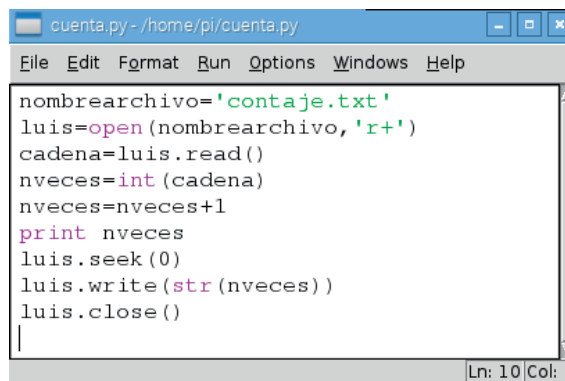 cuenta.py - /home/pi/cuenta.py
File Edit Format Run Options Windows Help
nombrearchivo='contaje.txt'
luis=open(nombrearchivo,'r+')
cadena=luis.read()
nveces=int(cadena)
nveces=nveces+1
print nveces
luis.seek(0)
luis.write(str(nveces))
luis.close()
Ln: 10 Col: